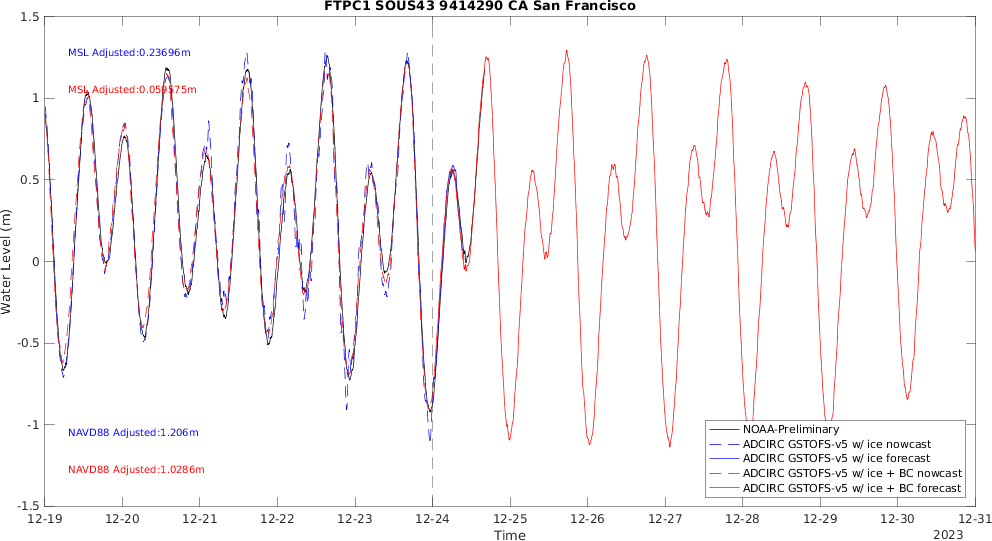 FTPC1 SOUS43 9414290 CA San Francisco
1.5
1
0.5
0
-0.5
-1
-1.5
Water Level (m)
MSL Adjusted:0.23696m
MSL Adjusted:0.059575m
NAVD88 Adjusted:1.206m
NAVD88 Adjusted:1.0286m
NOAA-Preliminary
ADCIRC GSTOFS-v5 w/ ice nowcast
ADCIRC GSTOFS-v5 w/ ice forecast
ADCIRC GSTOFS-v5 w/ ice + BC nowcast
ADCIRC GSTOFS-v5 w/ ice + BC forecast
12-19 12-20 12-21 12-22 12-23 12-24 12-25 12-26 12-27 12-28 12-29 12-30 12-31
Time
2023